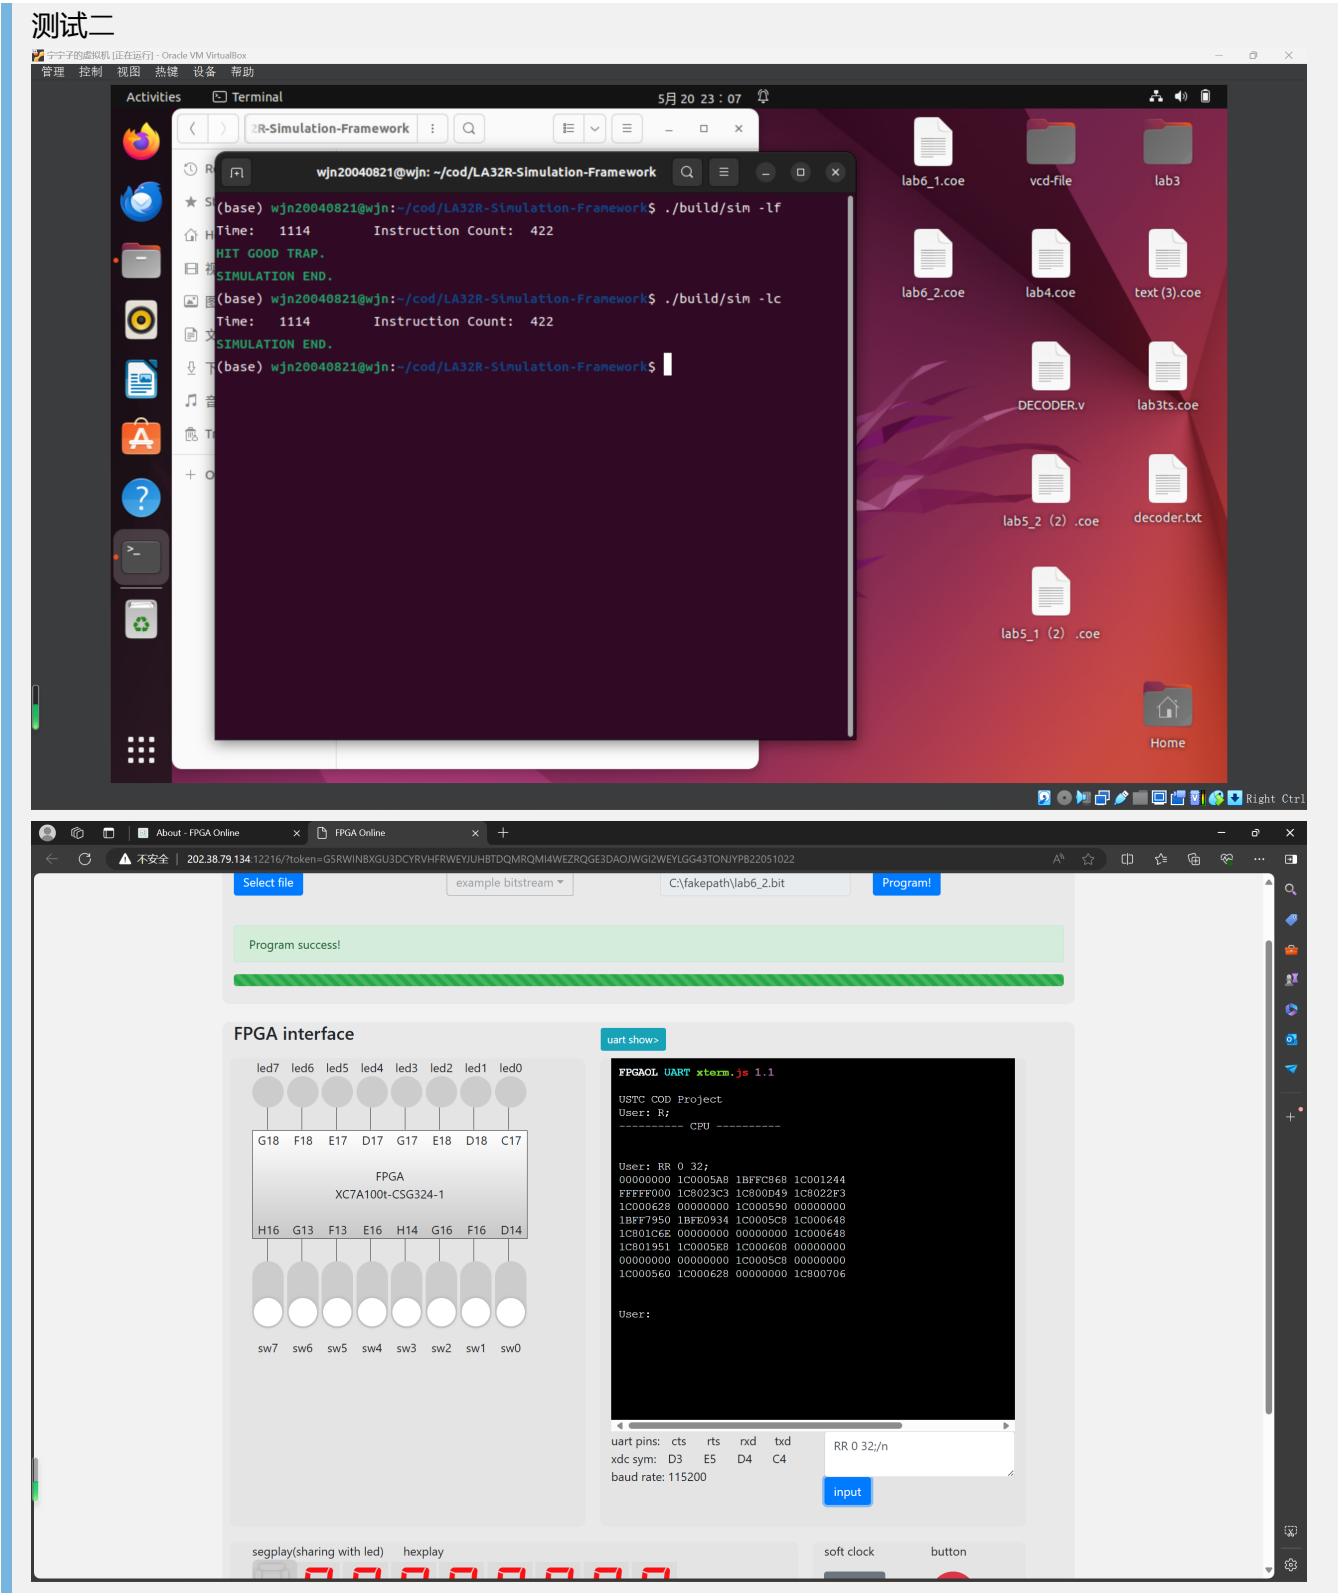 测试二
宁宁子的虚拟机 [正在运行] - Oracle VM VirtualBox
管理 控制 视图 热键 设备 帮助
Activities Terminal 5月 20 23：07
2R-Simulation-Framework
wjn20040821@wjn: ~/cod/LA32R-Simulation-Framework
(base) wjn20040821@wjn:~/cod/LA32R-Simulation-Framework$ ./build/sim -lf
Time: 1114 Instruction Count: 422
HIT GOOD TRAP.
SIMULATION END.
(base) wjn20040821@wjn:~/cod/LA32R-Simulation-Framework$ ./build/sim -lc
Time: 1114 Instruction Count: 422
SIMULATION END.
(base) wjn20040821@wjn:~/cod/LA32R-Simulation-Framework$
lab6_1.coe vcd-file lab3
lab6_2.coe lab4.coe text (3).coe
DECODER.v lab3ts.coe
lab5_2（2）.coe decoder.txt
lab5_1（2）.coe
Home
Right Ctrl
About - FPGA Online FPGA Online
不安全 202.38.79.134:12216/?token=
Select file example bitstream C:\fakepath\lab6_2.bit Program!
Program success!
FPGA interface
uart show>
led7 led6 led5 led4 led3 led2 led1 led0
G18 F18 E17 D17 G17 E18 D18 C17
FPGA
XC7A100t-CSG324-1
H16 G13 F13 E16 H14 G16 F16 D14
sw7 sw6 sw5 sw4 sw3 sw2 sw1 sw0
FPGAOL UART xterm.js 1.1
USTC COD Project
User: R;
---------- CPU ----------
User: RR 0 32;
00000000 1C0005A8 1BFFC868 1C001244
FFFFF000 1C8023C3 1C800D49 1C8022F3
1C000628 00000000 1C000590 00000000
1BFF7950 1BFE0934 1C0005C8 1C000648
1C801C6E 00000000 00000000 1C000648
1C801951 1C0005E8 1C000608 00000000
00000000 00000000 1C0005C8 00000000
1C000560 1C000628 00000000 1C800706
User:
uart pins: cts rts rxd txd
xdc sym: D3 E5 D4 C4
baud rate: 115200
RR 0 32;/n
input
segplay(sharing with led) hexplay
soft clock button